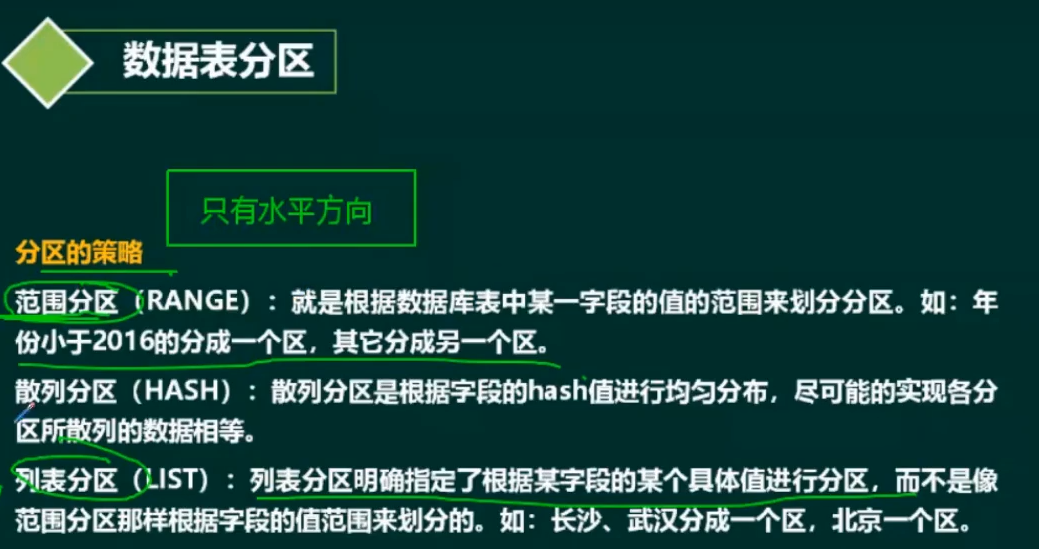 数据表分区
只有水平方向
分区的策略
范围分区（RANGE）：就是根据数据库表中某一字段的值的范围来划分分区。如：年
份小于2016的分成一个区，其它分成另一个区。
散列分区（HASH）：散列分区是根据字段的hash值进行均匀分布，尽可能的实现各分
区所散列的数据相等。
列表分区（LIST）：列表分区明确指定了根据某字段的某个具体值进行分区，而不是像
范围分区那样根据字段的值范围来划分的。如：长沙、武汉分成一个区，北京一个区。